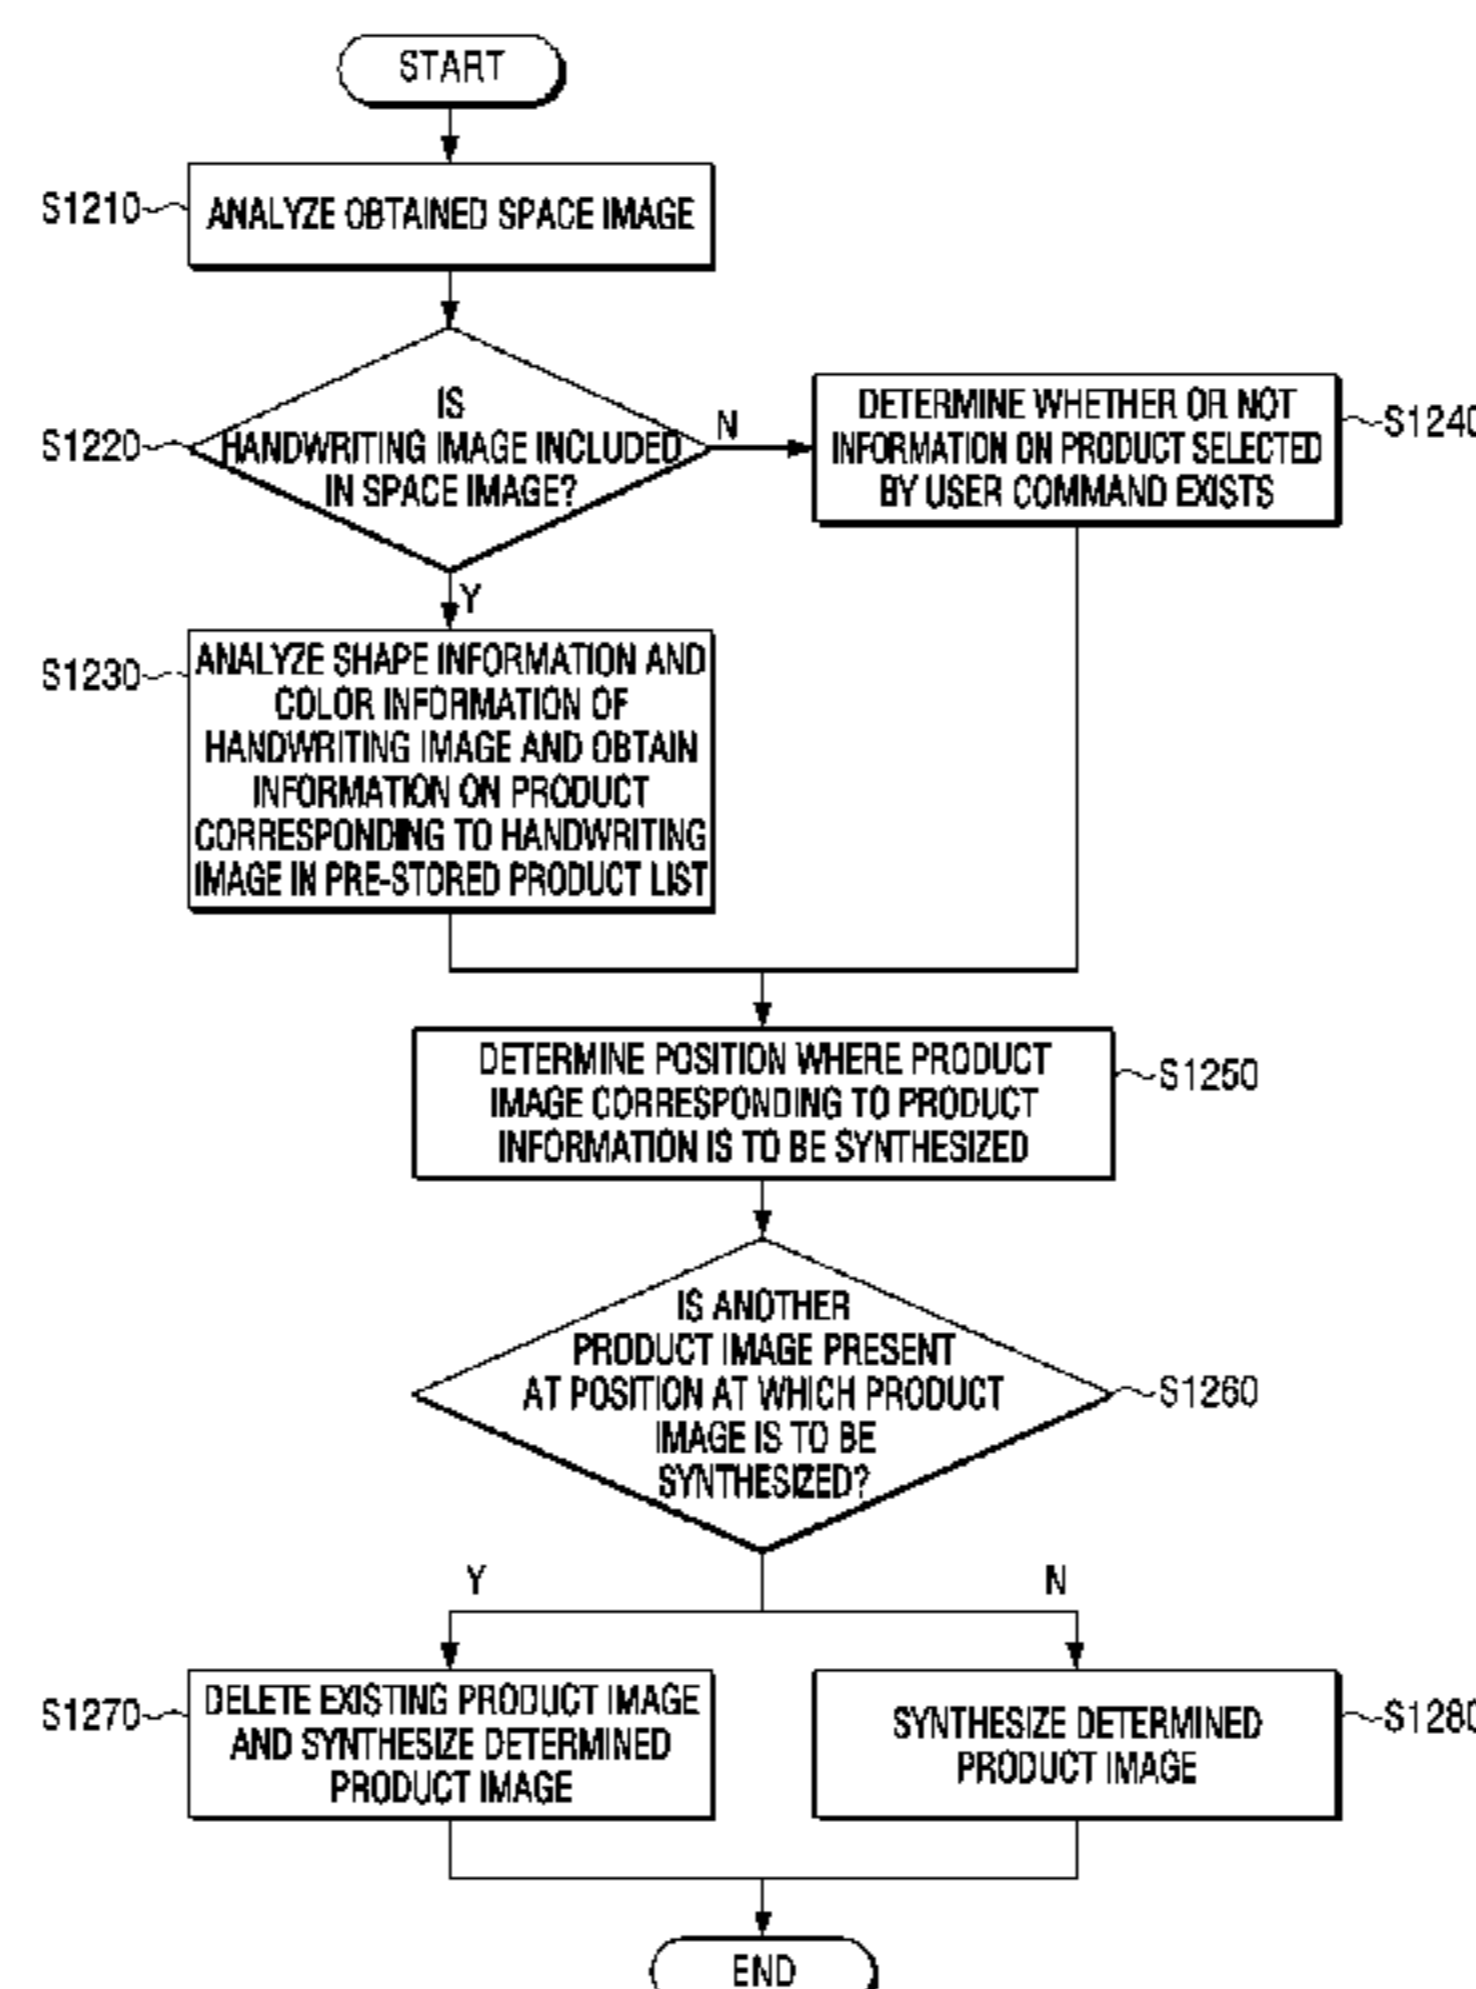 START
S1210
ANALYZE OBTAINED SPACE IMAGE
S1220
IS
HANDWRITING IMAGE INCLUDED
IN SPACE IMAGE?
N
DETERMINE WHETHER OR NOT
INFORMATION ON PRODUCT SELECTED
BY USER COMMAND EXISTS
S1240
Y
S1230
ANALYZE SHAPE INFORMATION AND
COLOR INFORMATION OF
HANDWRITING IMAGE AND OBTAIN
INFORMATION ON PRODUCT
CORRESPONDING TO HANDWRITING
IMAGE IN PRE-STORED PRODUCT LIST
DETERMINE POSITION WHERE PRODUCT
IMAGE CORRESPONDING TO PRODUCT
INFORMATION IS TO BE SYNTHESIZED
S1250
IS ANOTHER
PRODUCT IMAGE PRESENT
AT POSITION AT WHICH PRODUCT
IMAGE IS TO BE
SYNTHESIZED?
S1260
Y
N
S1270
DELETE EXISTING PRODUCT IMAGE
AND SYNTHESIZE DETERMINED
PRODUCT IMAGE
SYNTHESIZE DETERMINED
PRODUCT IMAGE
S1280
END